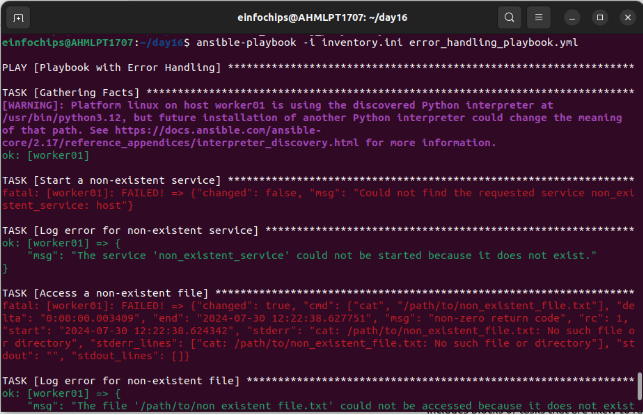 einfochips@AHMLPT1707: ~/day16
einfochips@AHMLPT1707:~/day16$ ansible-playbook -i inventory.ini error_handling_playbook.yml
PLAY [Playbook with Error Handling] **************************************************************
TASK [Gathering Facts] ***************************************************************************
[WARNING]: Platform linux on host worker01 is using the discovered Python interpreter at
/usr/bin/python3.12, but future installation of another Python interpreter could change the meaning
of that path. See https://docs.ansible.com/ansible-
core/2.17/reference_appendices/interpreter_discovery.html for more information.
ok: [worker01]
TASK [Start a non-existent service] **************************************************************
fatal: [worker01]: FAILED! => {"changed": false, "msg": "Could not find the requested service non_exi
stent_service: host"}
TASK [Log error for non-existent service] ********************************************************
ok: [worker01] => {
"msg": "The service 'non_existent_service' could not be started because it does not exist."
}
TASK [Access a non-existent file] ****************************************************************
fatal: [worker01]: FAILED! => {"changed": true, "cmd": ["cat", "/path/to/non_existent_file.txt"], "de
lta": "0:00:00.003409", "end": "2024-07-30 12:22:38.627751", "msg": "non-zero return code", "rc": 1,
"start": "2024-07-30 12:22:38.624342", "stderr": "cat: /path/to/non_existent_file.txt: No such file o
r directory", "stderr_lines": ["cat: /path/to/non_existent_file.txt: No such file or directory"], "st
dout": "", "stdout_lines": []}
TASK [Log error for non-existent file] ***********************************************************
ok: [worker01] => {
"msg": "The file '/path/to/non_existent_file.txt' could not be accessed because it does not exist